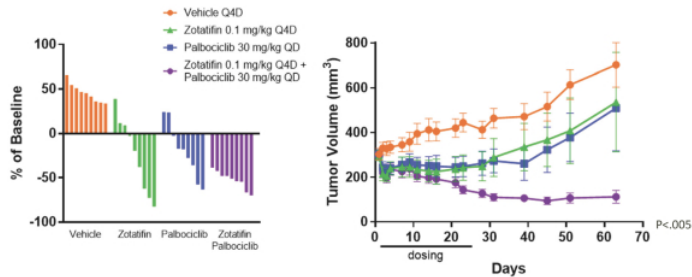 Vehicle Q4D
Zotatifin 0.1 mg/kg Q4D
Palbociclib 30 mg/kg QD
Zotatifin 0.1 mg/kg Q4D +
Palbociclib 30 mg/kg QD
% of Baseline
100
50
0
-50
-100
Vehicle
Zotatifin
Palbociclib
Zotatifin
Palbociclib
Tumor Volume (mm³)
800
600
400
200
0
0
10
20
30
40
50
60
70
dosing
Days
P<.005